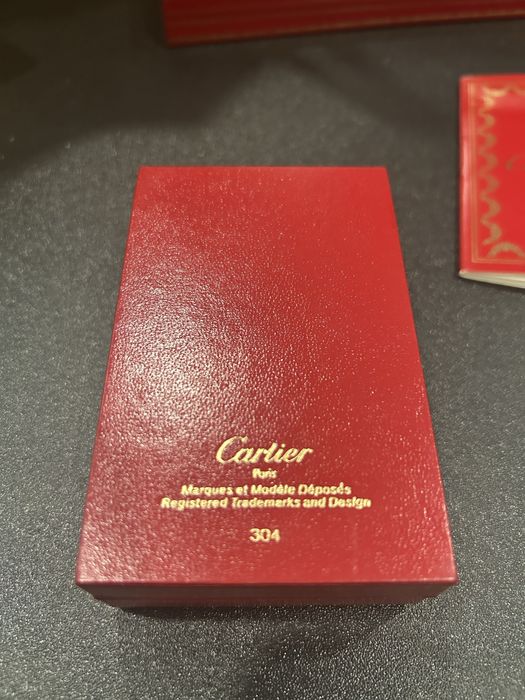 Cartier
Paris
Marques et Modèle Déposés
Registered Trademarks and Design
304